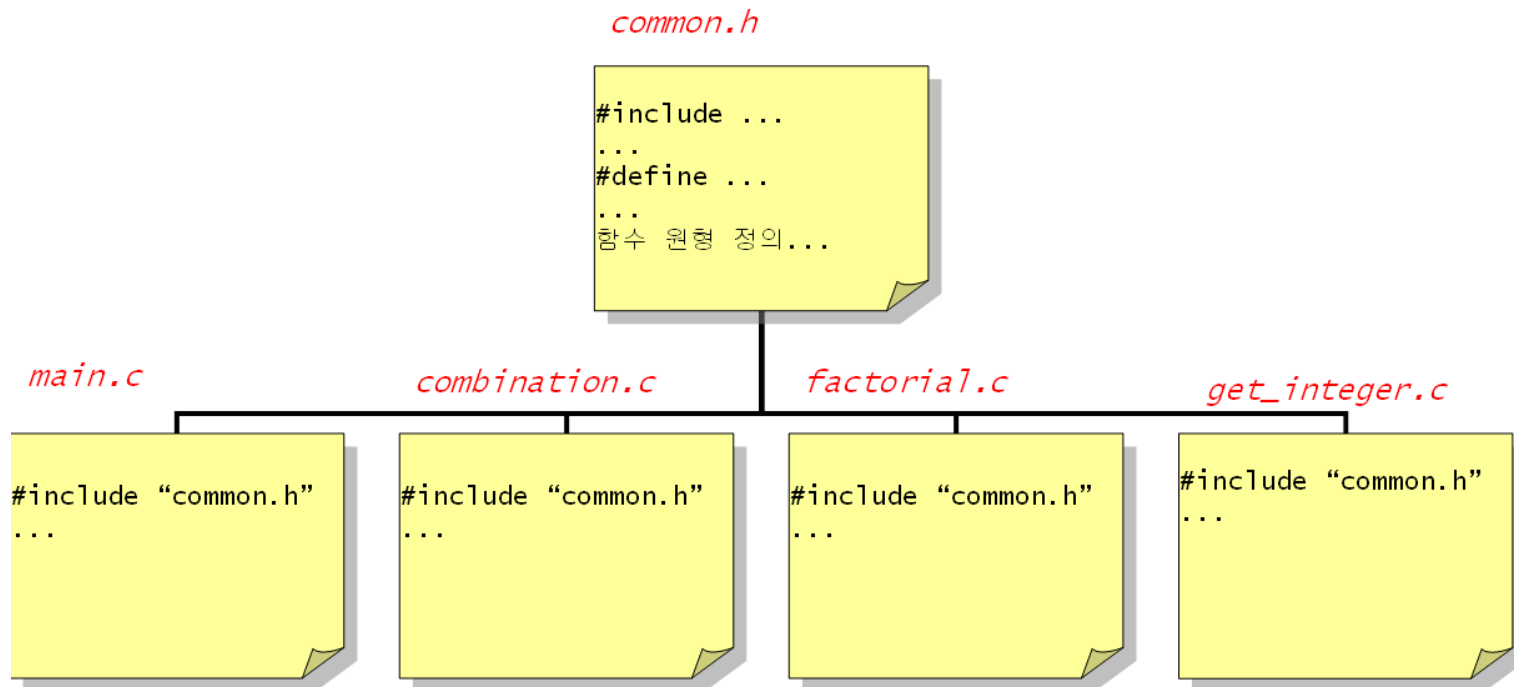 common.h
#include ...
...
#define ...
...
함수 원형 정의...
main.c
combination.c
factorial.c
get_integer.c
#include “common.h”
...
#include “common.h”
...
#include “common.h”
...
#include “common.h”
...